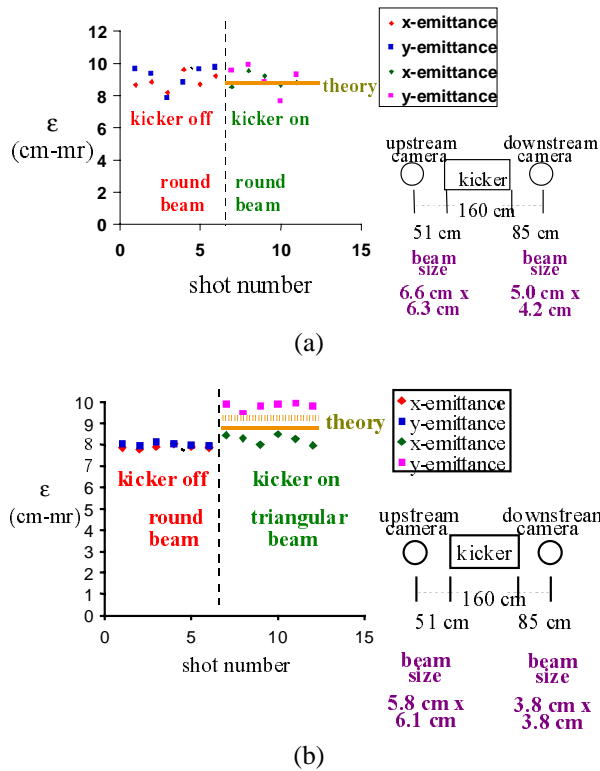 x-emittance
y-emittance
x-emittance
y-emittance
14
12
10
8
6
4
2
0
ε
(cm-mr)
theory
kicker off
kicker on
round
beam
round
beam
0
5
10
15
shot number
upstream
camera
downstream
camera
kicker
160 cm
51 cm
85 cm
beam
size
beam
size
6.6 cm x
6.3 cm
5.0 cm x
4.2 cm
(a)
x-emittance
y-emittance
x-emittance
y-emittance
10
9
8
7
6
5
4
3
2
1
0
ε
(cm-mr)
theory
kicker off
kicker on
round
beam
triangular
beam
0
5
10
15
shot number
upstream
camera
downstream
camera
kicker
160 cm
51 cm
85 cm
beam
size
beam
size
5.8 cm x
6.1 cm
3.8 cm x
3.8 cm
(b)